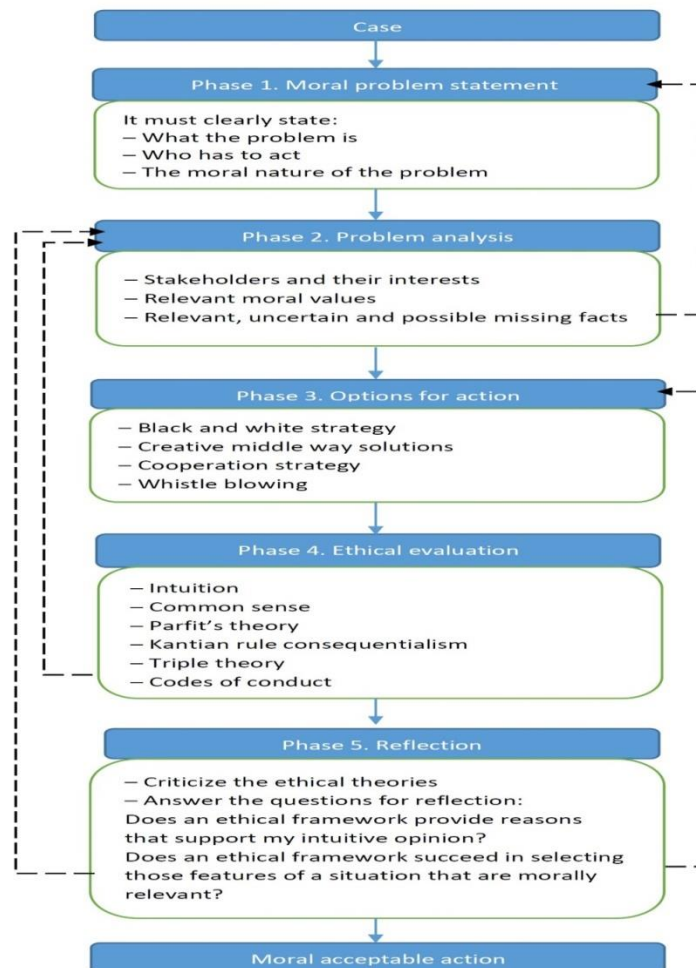 Case
Phase 1. Moral problem statement
It must clearly state:
– What the problem is
– Who has to act
– The moral nature of the problem
Phase 2. Problem analysis
– Stakeholders and their interests
– Relevant moral values
– Relevant, uncertain and possible missing facts
Phase 3. Options for action
– Black and white strategy
– Creative middle way solutions
– Cooperation strategy
– Whistle blowing
Phase 4. Ethical evaluation
– Intuition
– Common sense
– Parfit's theory
– Kantian rule consequentialism
– Triple theory
– Codes of conduct
Phase 5. Reflection
– Criticize the ethical theories
– Answer the questions for reflection:
Does an ethical framework provide reasons
that support my intuitive opinion?
Does an ethical framework succeed in selecting
those features of a situation that are morally
relevant?
Moral acceptable action